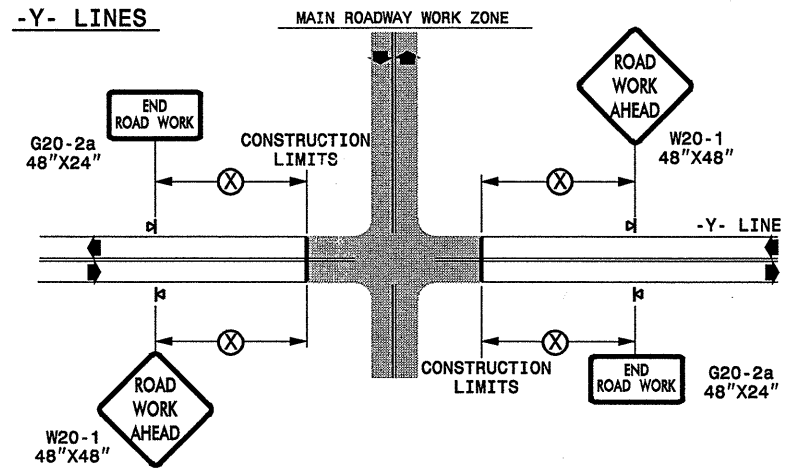 -Y- LINES
MAIN ROADWAY WORK ZONE
END
ROAD WORK
G20-2a
48"X24"
CONSTRUCTION
LIMITS
ROAD
WORK
AHEAD
W20-1
48"X48"
X
X
-Y- LINE
X
X
ROAD
WORK
AHEAD
W20-1
48"X48"
CONSTRUCTION
LIMITS
END
ROAD WORK
G20-2a
48"X24"